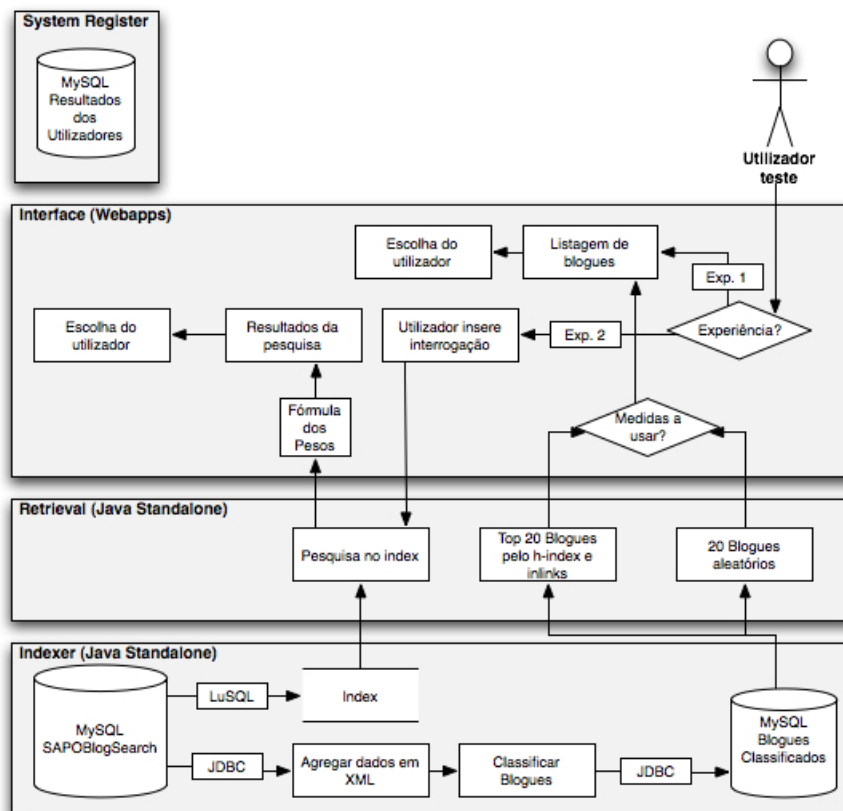 System Register
MySQL
Resultados
dos
Utilizadores
Utilizador
teste
Interface (Webapps)
Escolha do
utilizador
Listagem de
blogues
Exp. 1
Escolha do
utilizador
Resultados da
pesquisa
Utilizador insere
interrogação
Exp. 2
Experiência?
Fórmula
dos
Pesos
Medidas a
usar?
Retrieval (Java Standalone)
Pesquisa no index
Top 20 Blogues
pelo h-index e
inlinks
20 Blogues
aleatórios
Indexer (Java Standalone)
MySQL
SAPOBlogSearch
LuSQL
Index
JDBC
Agregar dados em
XML
Classificar
Blogues
JDBC
MySQL
Blogues
Classificados